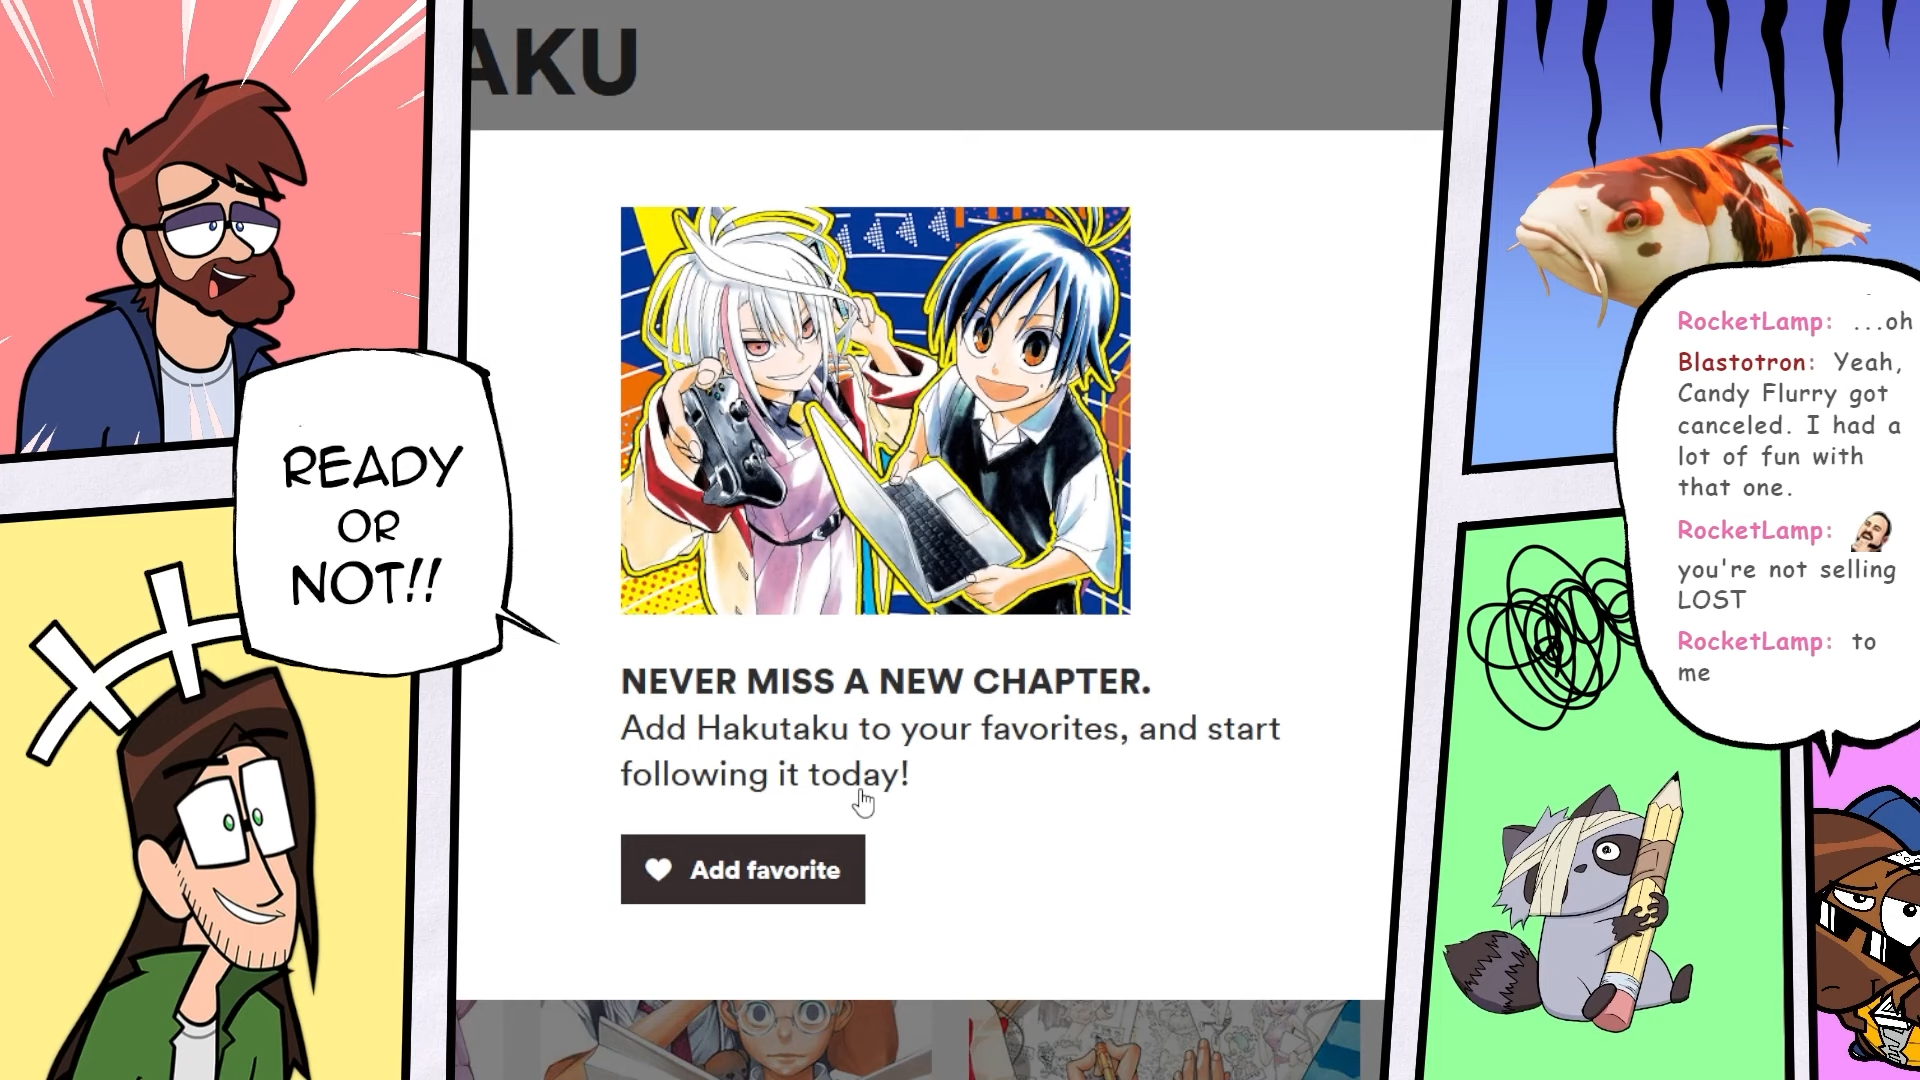 AKU
READY
OR
NOT!!
NEVER MISS A NEW CHAPTER.
Add Hakutaku to your favorites, and start
following it today!
Add favorite
RocketLamp: ...oh
Blastotron: Yeah,
Candy Flurry got
canceled. I had a
lot of fun with
that one.
RocketLamp:
you're not selling
LOST
RocketLamp: to
me